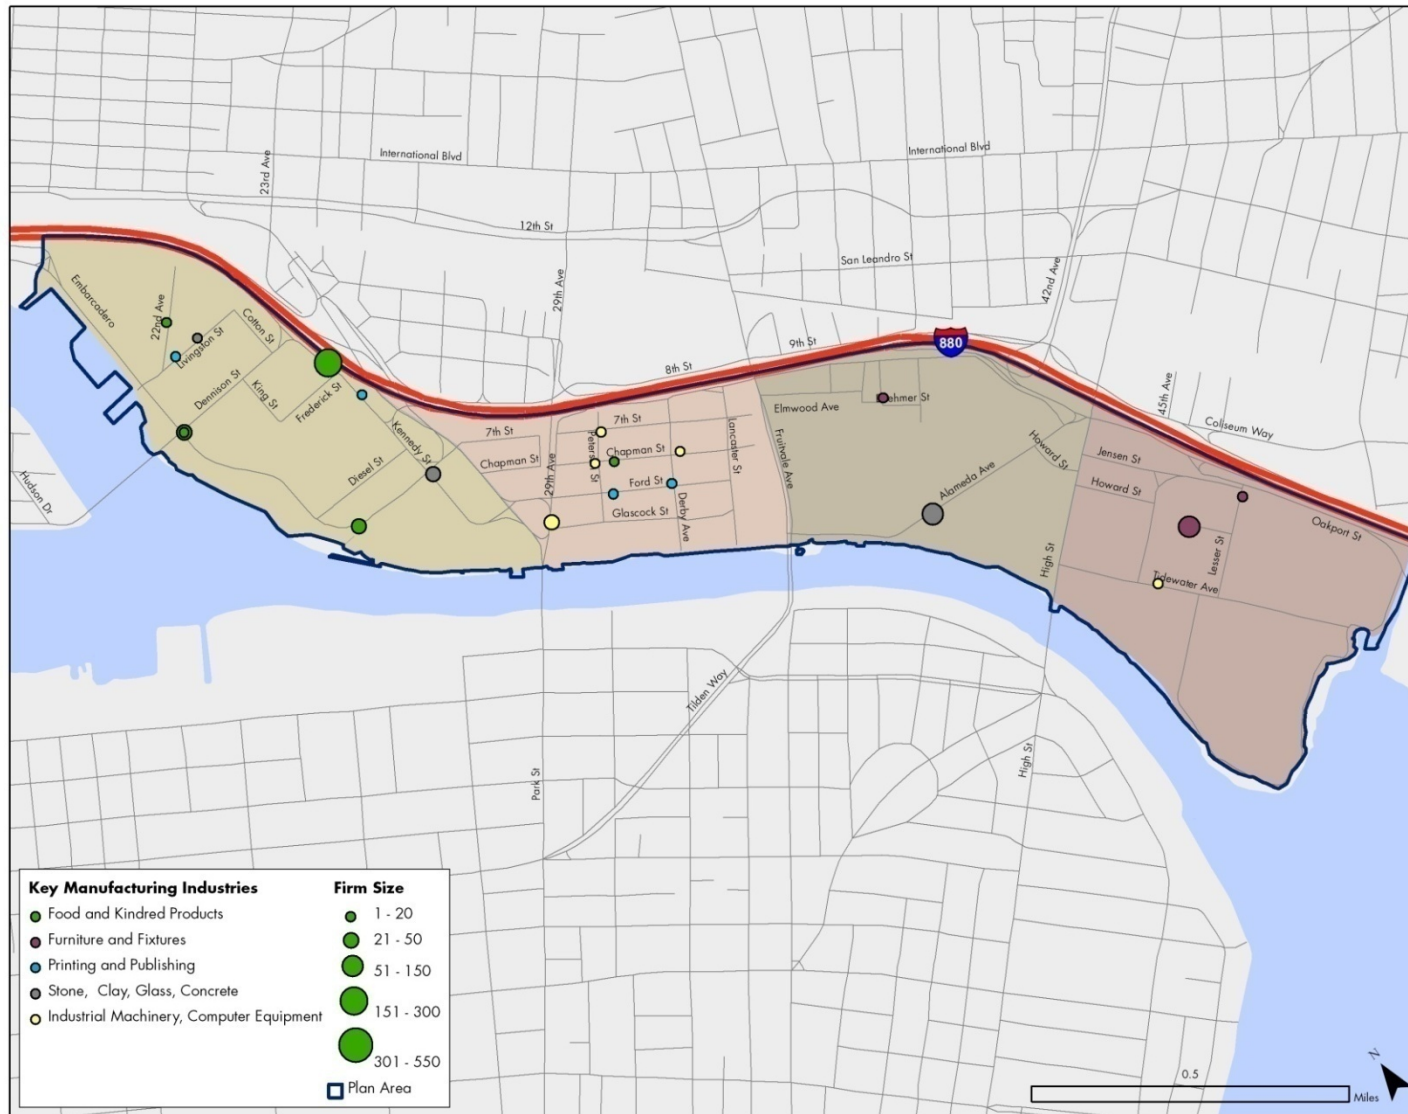 International Blvd
International Blvd
23rd Ave
12th St
San Leandro St
29th Ave
42nd Ave
Embarcadero
22nd Ave
Cotton St
Livingston St
880
9th St
8th St
Dennison St
King St
Frederick St
45th Ave
Elmwood Ave
Coliseum Way
7th St
7th St
Kennedy St
Peterson St
Lancaster St
Chapman St
Chapman St
Fruitvale Ave
Howard St
Jensen St
Diesel St
29th Ave
Ford St
Alameda Ave
Howard St
Hudson Dr
Glascock St
Derby Ave
Oakport St
Lesser St
High St
Tidewater Ave
Tilden Way
Park St
High St
Key Manufacturing Industries
Food and Kindred Products
Furniture and Fixtures
Printing and Publishing
Stone, Clay, Glass, Concrete
Industrial Machinery, Computer Equipment
Firm Size
1 - 20
21 - 50
51 - 150
151 - 300
301 - 550
Plan Area
N
0.5
Miles